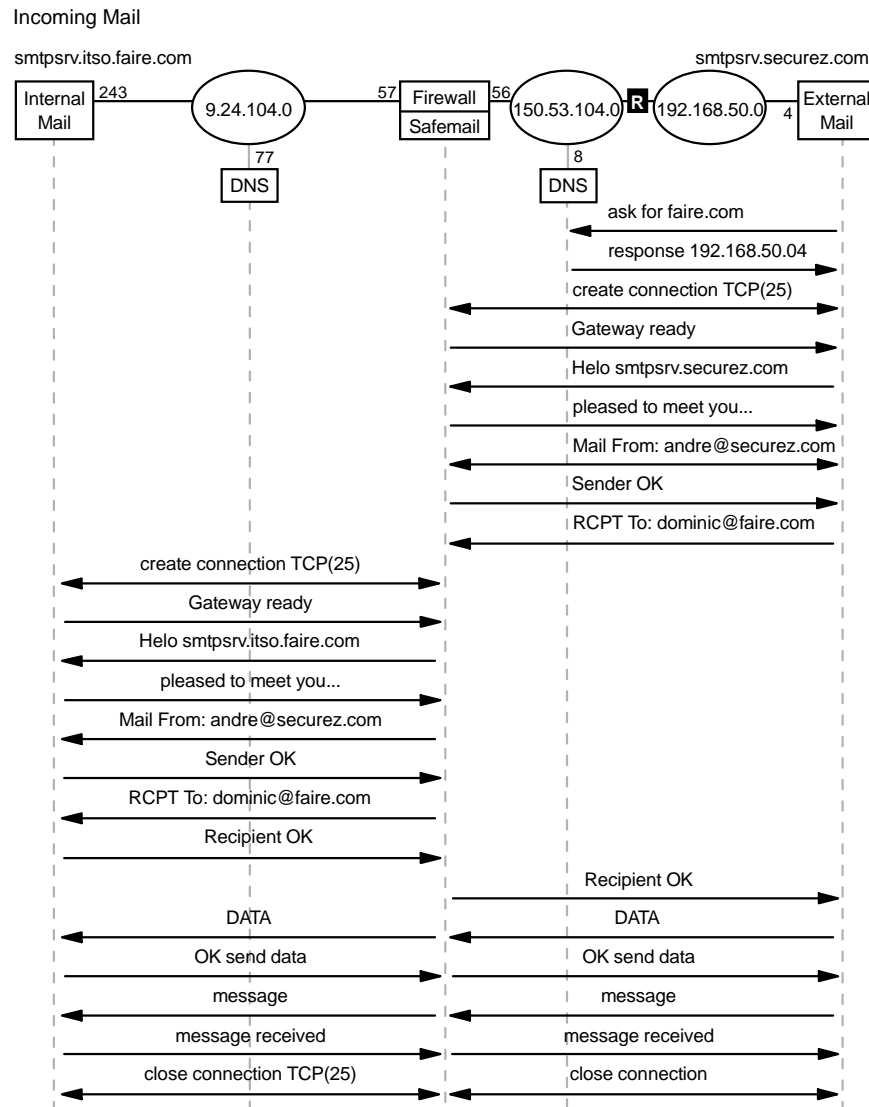 Incoming Mail
smtpsrv.itso.faire.com
smtpsrv.securez.com
Internal Mail
243
9.24.104.0
57
Firewall
Safemail
56
150.53.104.0
R
192.168.50.0
4
External Mail
77
DNS
8
DNS
ask for faire.com
response 192.168.50.04
create connection TCP(25)
Gateway ready
Helo smtpsrv.securez.com
pleased to meet you...
Mail From: andre@securez.com
Sender OK
RCPT To: dominic@faire.com
create connection TCP(25)
Gateway ready
Helo smtpsrv.itso.faire.com
pleased to meet you...
Mail From: andre@securez.com
Sender OK
RCPT To: dominic@faire.com
Recipient OK
Recipient OK
DATA
DATA
OK send data
OK send data
message
message
message received
message received
close connection TCP(25)
close connection